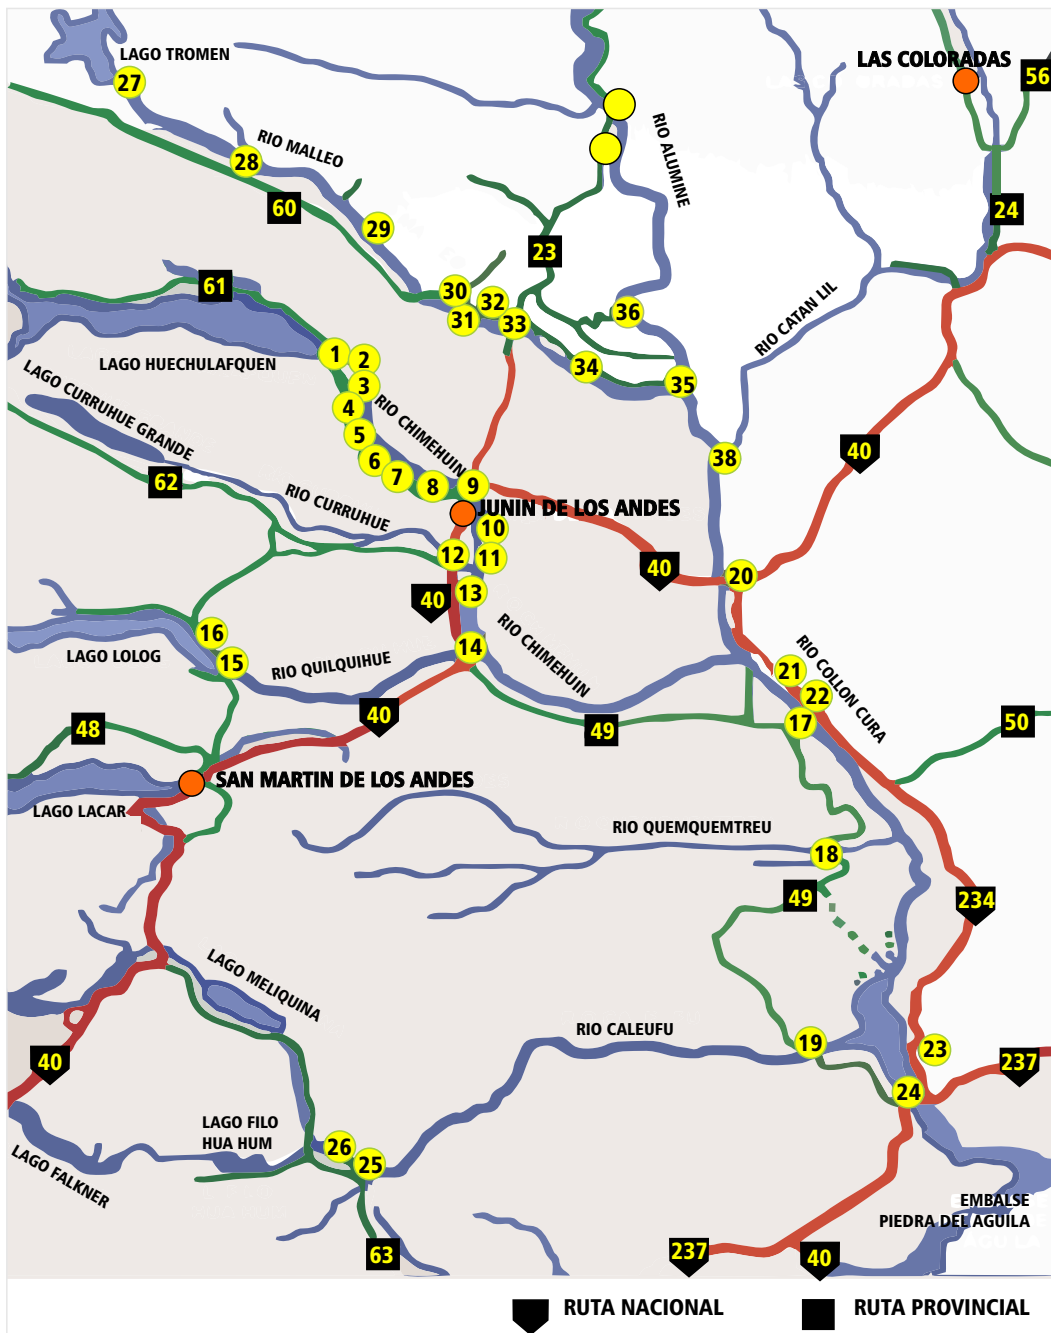 LAGO TROMEN
LAS COLORADAS
56
27
RIO ALUMINE
RIO MALLEO
28
60
24
29
23
61
30
32
31
33
36
RIO CATAN LIL
LAGO HUECHULAFQUEN
1
2
3
34
35
LAGO CURRUHUE GRANDE
4
RIO CHIMEHUIN
5
6
7
8
9
38
40
62
RIO CURRUHUE
JUNIN DE LOS ANDES
10
12
11
40
20
40
13
16
LAGO LOLOG
15
RIO QUILQUIHUE
14
RIO CHIMEHUIN
RIO COLLON CURA
21
22
17
48
40
49
50
SAN MARTIN DE LOS ANDES
LAGO LACAR
RIO QUEMQUEMTREU
18
49
234
LAGO MELIQUINA
RIO CALEUFU
19
23
40
237
24
LAGO FILO
HUA HUM
26
25
LAGO FALKNER
EMBALSE
PIEDRA DEL AGUILA
63
237
40
RUTA NACIONAL
RUTA PROVINCIAL